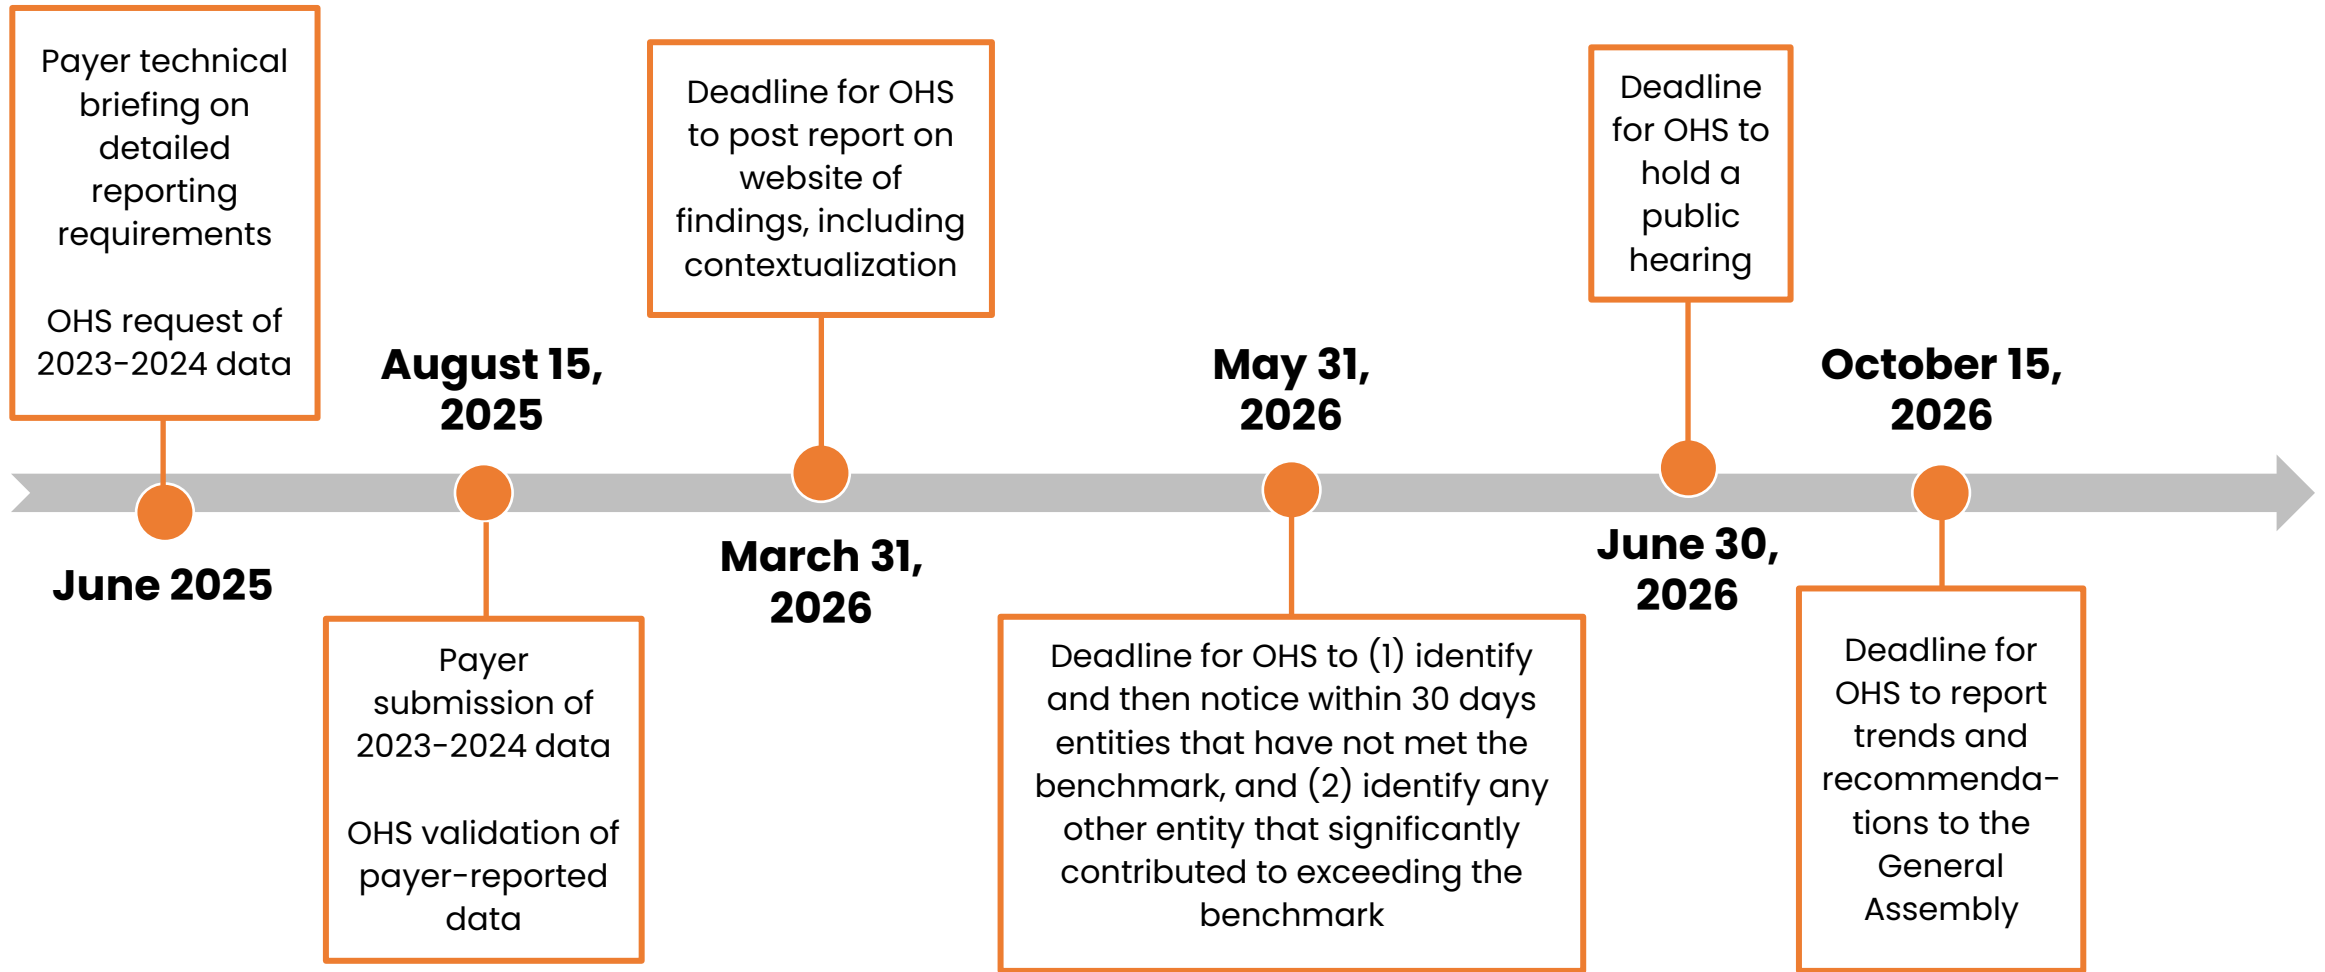 Payer technical
briefing on
detailed
reporting
requirements
OHS request of
2023-2024 data
June 2025
August 15,
2025
Payer
submission of
2023-2024 data
OHS validation of
payer-reported
data
Deadline for OHS
to post report on
website of
findings, including
contextualization
March 31,
2026
May 31,
2026
Deadline for OHS to (1) identify
and then notice within 30 days
entities that have not met the
benchmark, and (2) identify any
other entity that significantly
contributed to exceeding the
benchmark
Deadline
for OHS to
hold a
public
hearing
June 30,
2026
October 15,
2026
Deadline for
OHS to report
trends and
recommenda-
tions to the
General
Assembly